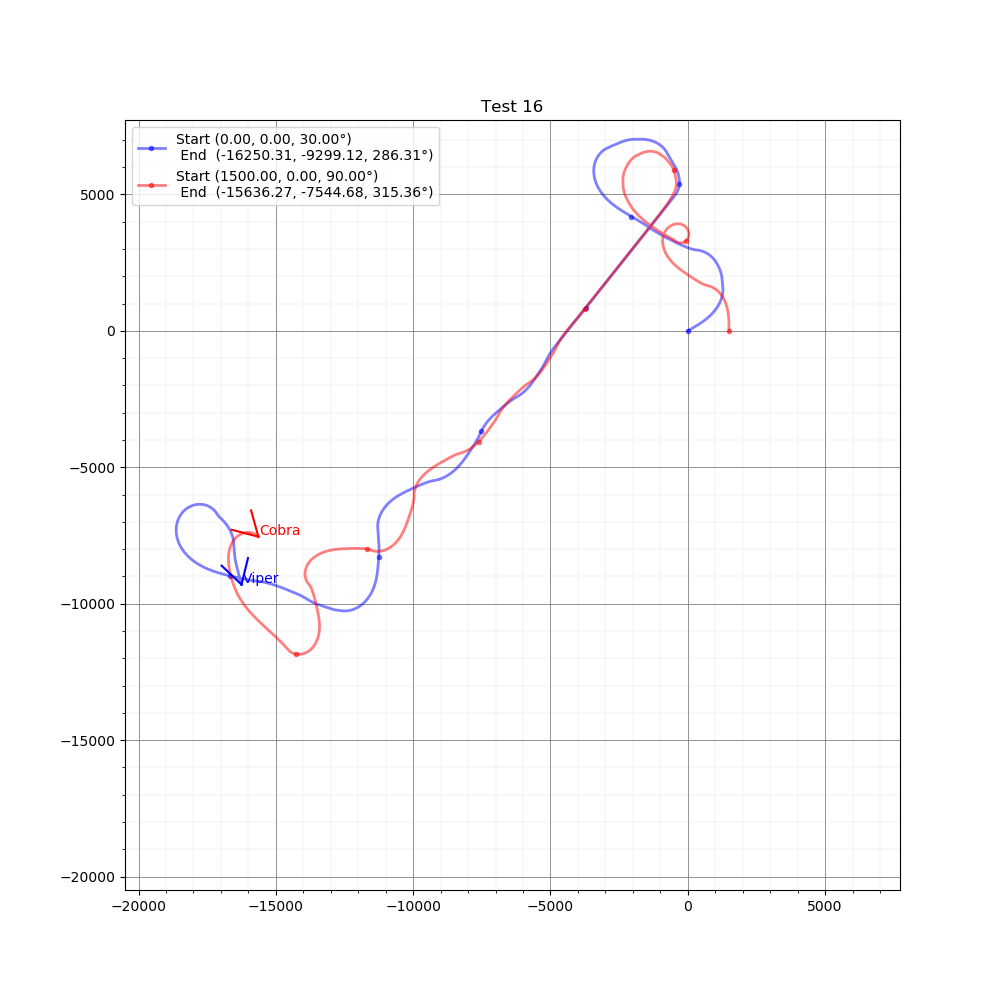 Test 16
Start (0.00, 0.00, 30.00°)
End  (-16250.31, -9299.12, 286.31°)
Start (1500.00, 0.00, 90.00°)
End  (-15636.27, -7544.68, 315.36°)
5000
0
−5000
−10000
−15000
−20000
Cobra
Viper
−20000 −15000 −10000 −5000 0 5000